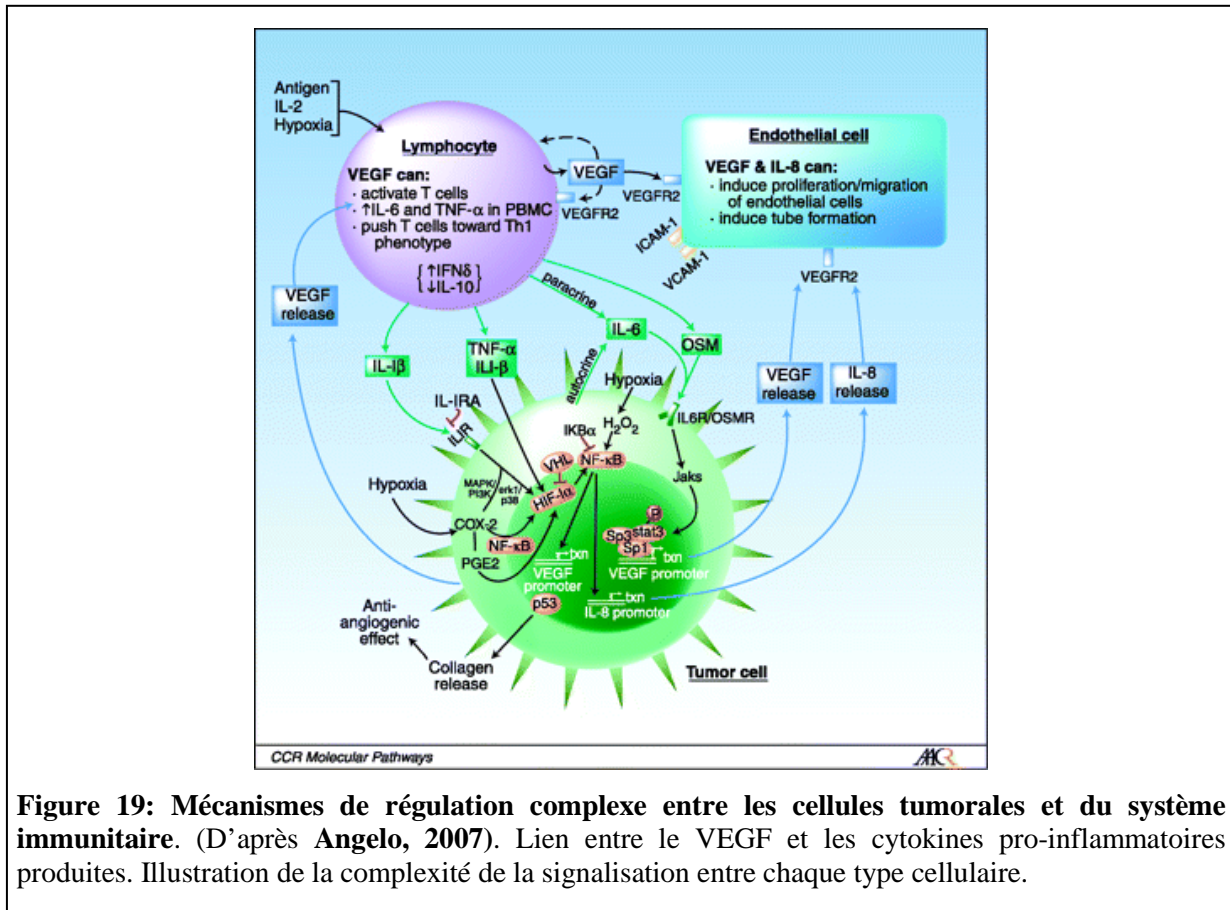 Antigen
IL-2
Hypoxia
Lymphocyte
VEGF can:
· activate T cells
· ↑IL-6 and TNF-α in PBMC
· push T cells toward Th1
phenotype
{↑IFNδ
↓IL-10}
VEGF
VEGFR2
VEGFR2
Endothelial cell
VEGF & IL-8 can:
· induce proliferation/migration
of endothelial cells
· induce tube formation
ICAM-1
VCAM-1
VEGFR2
VEGF
release
paracrine
IL-6
OSM
TNF-α
ILI-β
IL-Iβ
autocrine
VEGF
release
IL-8
release
Hypoxia
IL-IRA
ILIR
H2O2
IL6R/OSMR
IKBα
NF-κB
VHL
HIF-Iα
Jaks
MAPK/
PI3K
erk1/
p38
Hypoxia
COX-2
NF-κB
PGE2
P
stat3
Sp3
Sp1
txn
VEGF promoter
txn
VEGF
promoter
txn
IL-8 promoter
p53
Anti-
angiogenic
effect
Collagen
release
Tumor cell
CCR Molecular Pathways
AACR
Figure 19: Mécanismes de régulation complexe entre les cellules tumorales et du système
immunitaire. (D’après Angelo, 2007). Lien entre le VEGF et les cytokines pro-inflammatoires
produites. Illustration de la complexité de la signalisation entre chaque type cellulaire.